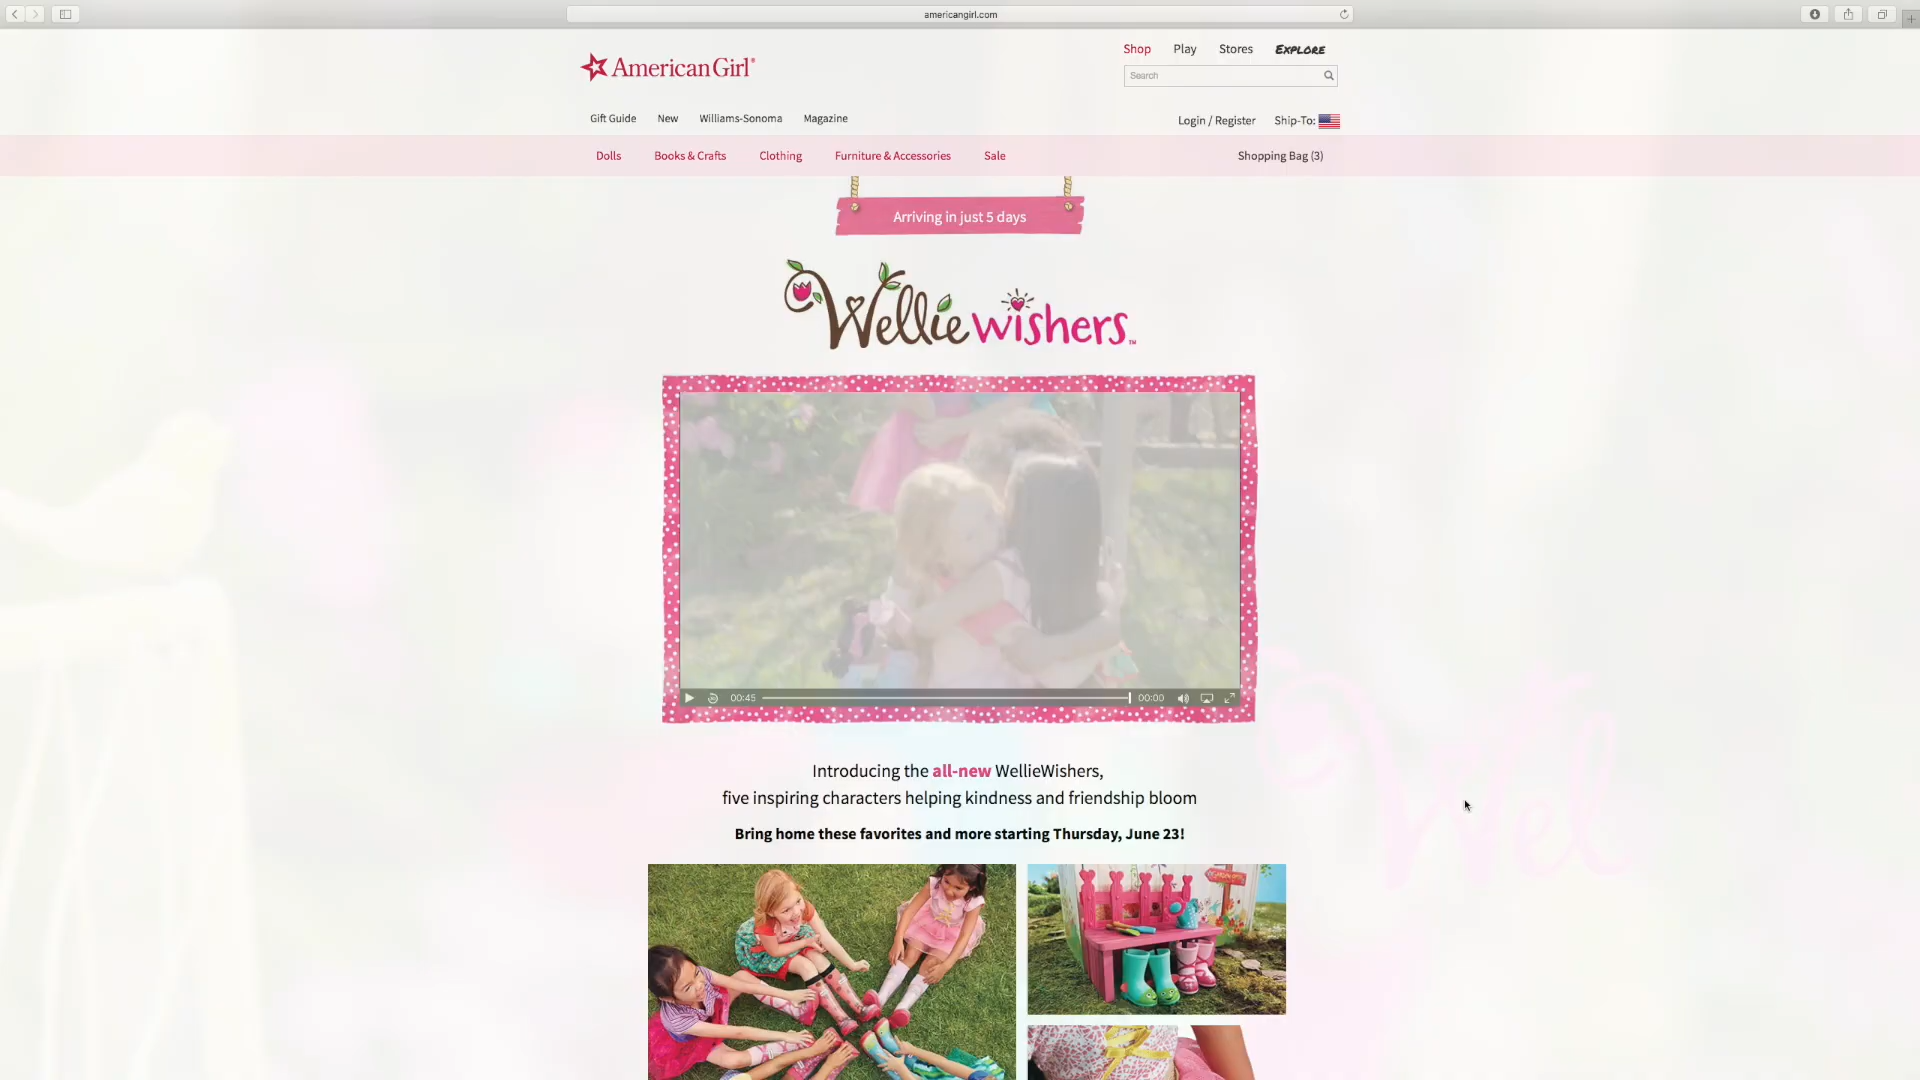 americangirl.com
American Girl®
Shop Play Stores EXPLORE
Search
Gift Guide New Williams-Sonoma Magazine
Login / Register Ship-To:
Dolls Books & Crafts Clothing Furniture & Accessories Sale
Shopping Bag (3)
Arriving in just 5 days
Welliewishers™
00:45 00:00
Introducing the all-new WellieWishers,
five inspiring characters helping kindness and friendship bloom
Wel
Bring home these favorites and more starting Thursday, June 23!